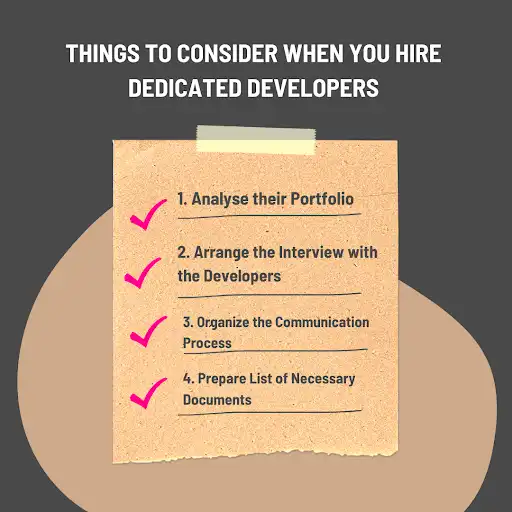 THINGS TO CONSIDER WHEN YOU HIRE
DEDICATED DEVELOPERS
1. Analyse their Portfolio
2. Arrange the Interview with
the Developers
3. Organize the Communication
Process
4. Prepare List of Necessary
Documents